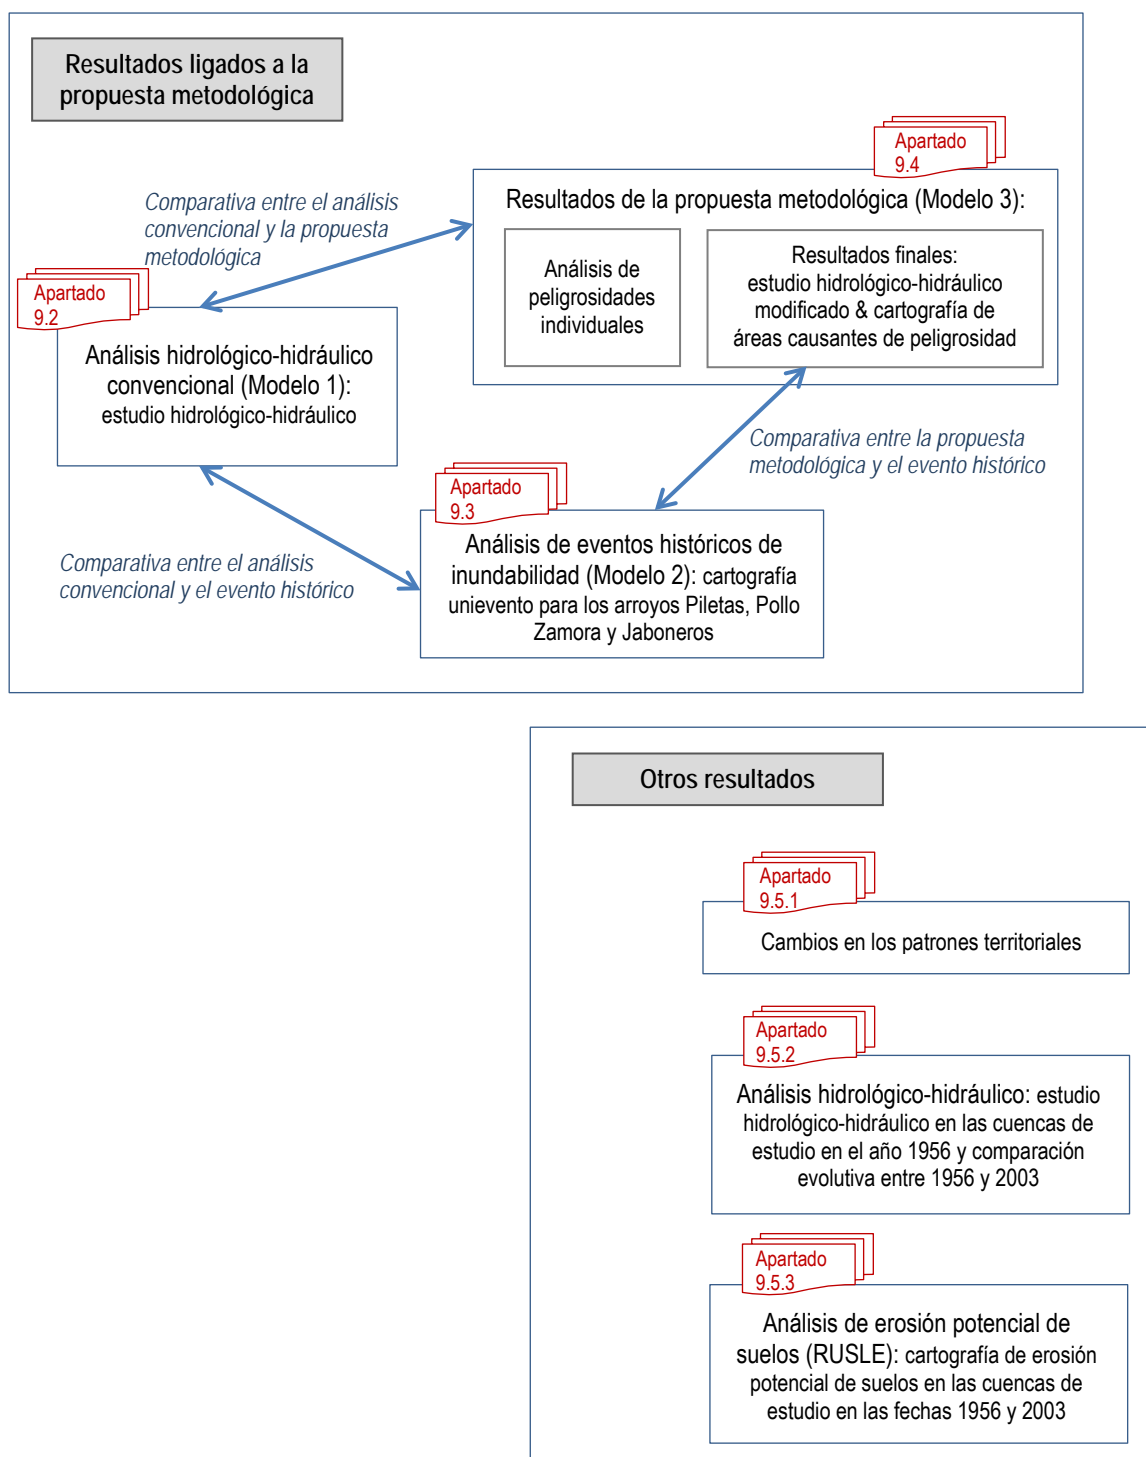 Resultados ligados a la
propuesta metodológica
Apartado
9.4
Comparativa entre el análisis
convencional y la propuesta
metodológica
Resultados de la propuesta metodológica (Modelo 3):
Análisis de
peligrosidades
individuales
Resultados finales:
estudio hidrológico-hidráulico
modificado & cartografía de
áreas causantes de peligrosidad
Apartado
9.2
Análisis hidrológico-hidráulico
convencional (Modelo 1):
estudio hidrológico-hidráulico
Comparativa entre la propuesta
metodológica y el evento histórico
Apartado
9.3
Comparativa entre el análisis
convencional y el evento histórico
Análisis de eventos históricos de
inundabilidad (Modelo 2): cartografía
unievento para los arroyos Piletas, Pollo
Zamora y Jaboneros
Otros resultados
Apartado
9.5.1
Cambios en los patrones territoriales
Apartado
9.5.2
Análisis hidrológico-hidráulico: estudio
hidrológico-hidráulico en las cuencas de
estudio en el año 1956 y comparación
evolutiva entre 1956 y 2003
Apartado
9.5.3
Análisis de erosión potencial de
suelos (RUSLE): cartografía de erosión
potencial de suelos en las cuencas de
estudio en las fechas 1956 y 2003